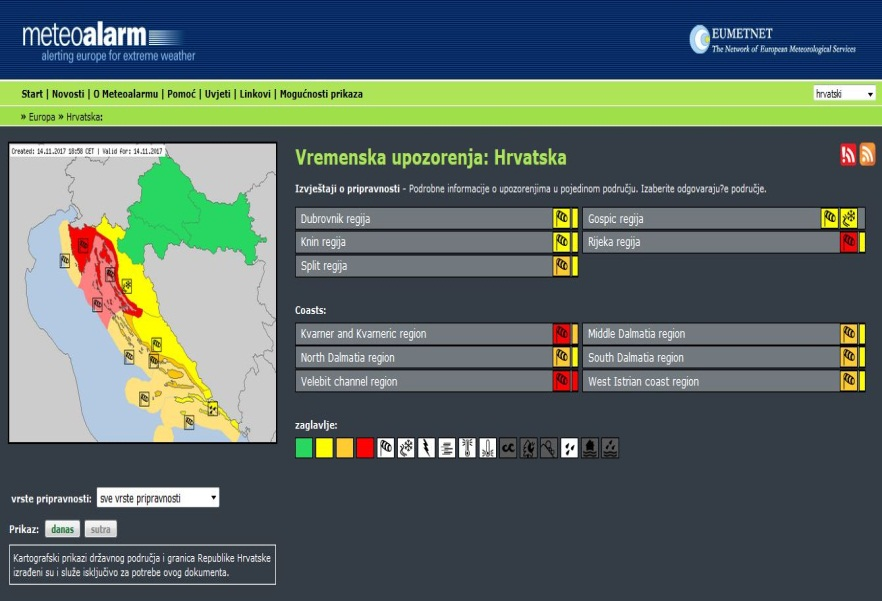 meteoalarm
alerting europe for extreme weather
EUMETNET
The Network of European Meteorological Services
Start | Novosti | O Meteoalarmu | Pomoć | Uvjeti | Linkovi | Mogućnosti prikaza
hrvatski
» Europa » Hrvatska:
Created: 14.11.2017 18:58 CET | Valid for: 14.11.2017
Vremenska upozorenja: Hrvatska
Izvještaji o pripravnosti - Podrobne informacije o upozorenjima u pojedinom području. Izaberite odgovaraju?e područje.
Dubrovnik regija
Gospic regija
Knin regija
Rijeka regija
Split regija
Coasts:
Kvarner and Kvarneric region
Middle Dalmatia region
North Dalmatia region
South Dalmatia region
Velebit channel region
West Istrian coast region
zaglavlje:
vrste pripravnosti: sve vrste pripravnosti
Prikaz: danas sutra
Kartografski prikazi državnog područja i granica Republike Hrvatske
izrađeni su i služe isključivo za potrebe ovog dokumenta.